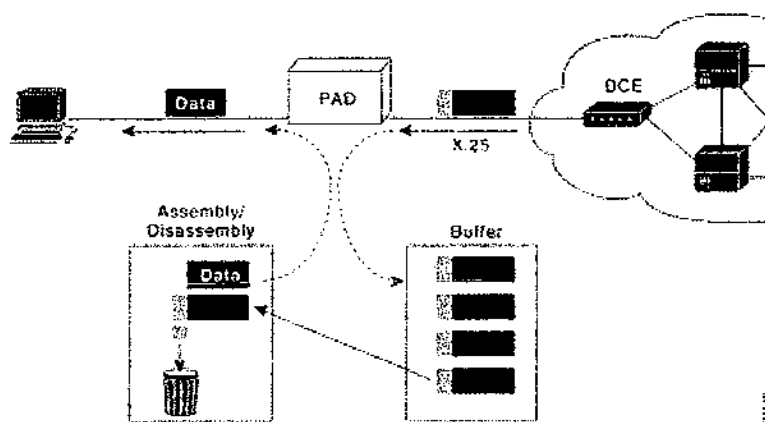 Data
PAD
DCE
X.25
Assembly/
Disassembly
Buffer
Data